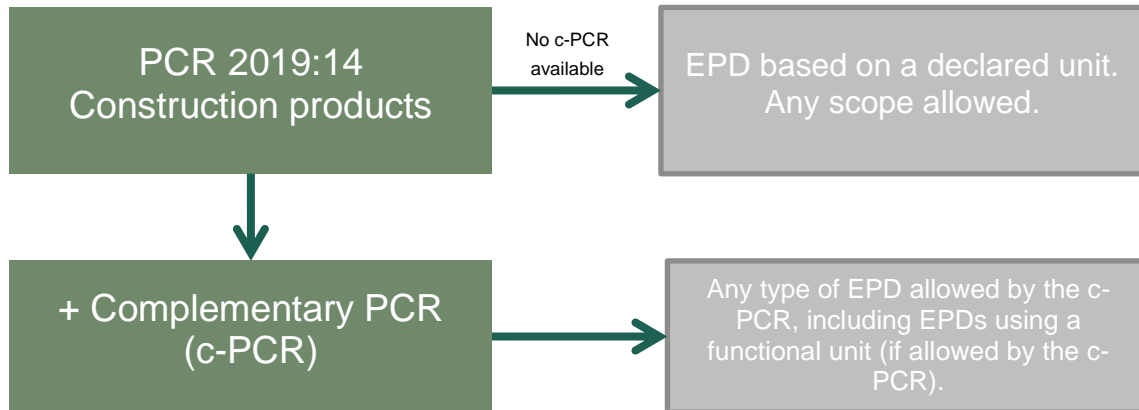 PCR 2019:14
Construction products
No c-PCR
available
EPD based on a declared unit.
Any scope allowed.
+ Complementary PCR
(c-PCR)
Any type of EPD allowed by the c-
PCR, including EPDs using a
functional unit (if allowed by the c-
PCR).